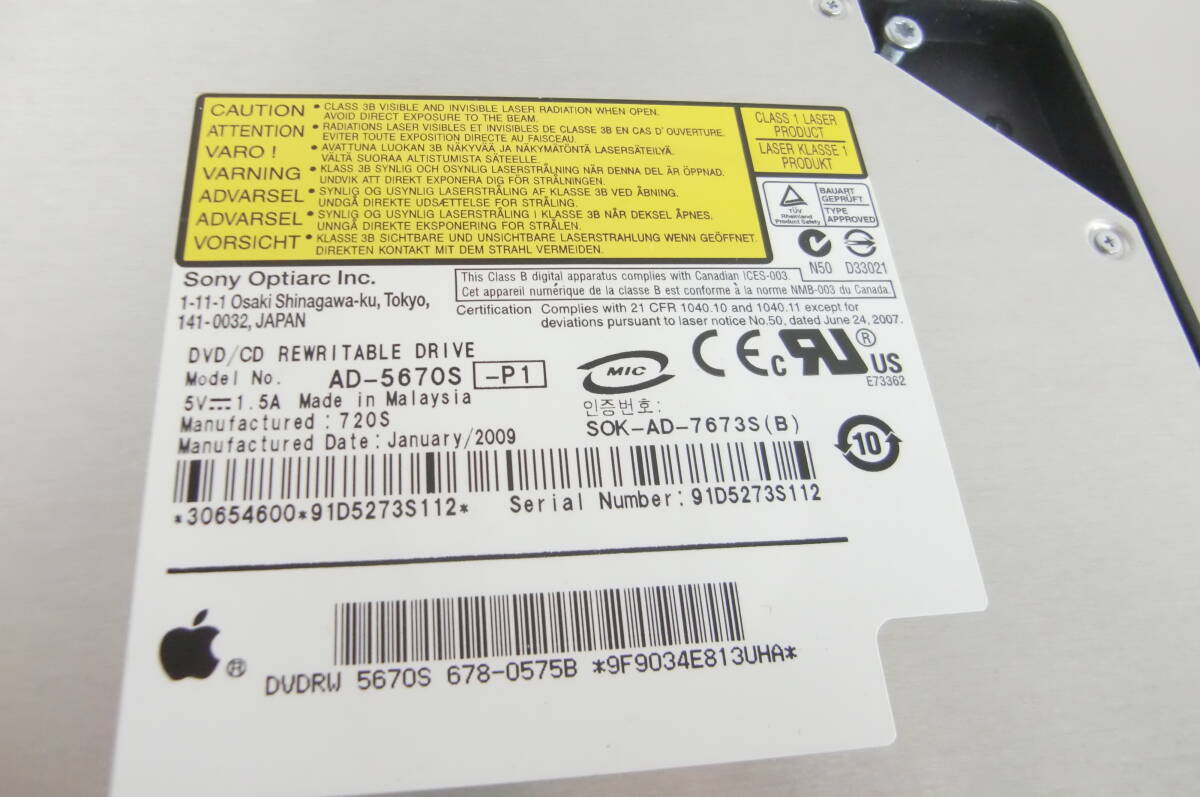 CAUTION • CLASS 3B VISIBLE AND INVISIBLE LASER RADIATION WHEN OPEN.
AVOID DIRECT EXPOSURE TO THE BEAM.
ATTENTION • RADIATIONS LASER VISIBLES ET INVISIBLES DE CLASSE 3B EN CAS D' OUVERTURE.
EVITER TOUTE EXPOSITION DIRECTE AU FAISCEAU.
VARO ! • AVATTUNA LUOKAN 3B NÄKYVÄÄ JA NÄKYMÄTÖNTÄ LASERSÄTEILYÄ.
VÄLTÄ SUORAA ALTISTUMISTA SÄTEELLE.
VARNING • KLASS 3B SYNLIG OCH OSYNLIG LASERSTRÅLNING NÄR DENNA DEL ÄR ÖPPNAD.
UNDVIK ATT DIREKT EXPONERA DIG FÖR STRÅLNINGEN.
ADVARSEL • SYNLIG OG USYNLIG LASERSTRÅLING AF KLASSE 3B VED ÅBNING.
UNDGÅ DIREKTE UDSÆTTELSE FOR STRÅLING.
ADVARSEL • SYNLIG OG USYNLIG LASERSTRÅLING I KLASSE 3B NÅR DEKSEL ÅPNES.
UNNGÅ DIREKTE EKSPONERING FOR STRÅLEN.
VORSICHT • KLASSE 3B SICHTBARE UND UNSICHTBARE LASERSTRAHLUNG WENN GEÖFFNET.
DIREKTEN KONTAKT MIT DEM STRAHL VERMEIDEN.
CLASS 1 LASER
PRODUCT
LASER KLASSE 1
PRODUKT
TÜV
Rheinland
Product Safety
BAUART
GEPRÜFT
TYPE
APPROVED
N50 D33021
Sony Optiarc Inc.
1-11-1 Osaki Shinagawa-ku, Tokyo,
141-0032, JAPAN
This Class B digital apparatus complies with Canadian ICES-003.
Cet appareil numérique de la classe B est conforme à la norme NMB-003 du Canada.
Certification Complies with 21 CFR 1040.10 and 1040.11 except for
deviations pursuant to laser notice No.50, dated June 24, 2007.
DVD/CD REWRITABLE DRIVE
Model No. AD-5670S -P1
5V⎓1.5A Made in Malaysia
Manufactured : 720S
Manufactured Date: January/2009
MIC
인증번호:
SOK-AD-7673S(B)
CE
c RU ® US
E73362
10
*30654600*91D5273S112* Serial Number: 91D5273S112
®
DVDRW 5670S 678-0575B *9F9034E813UHA*